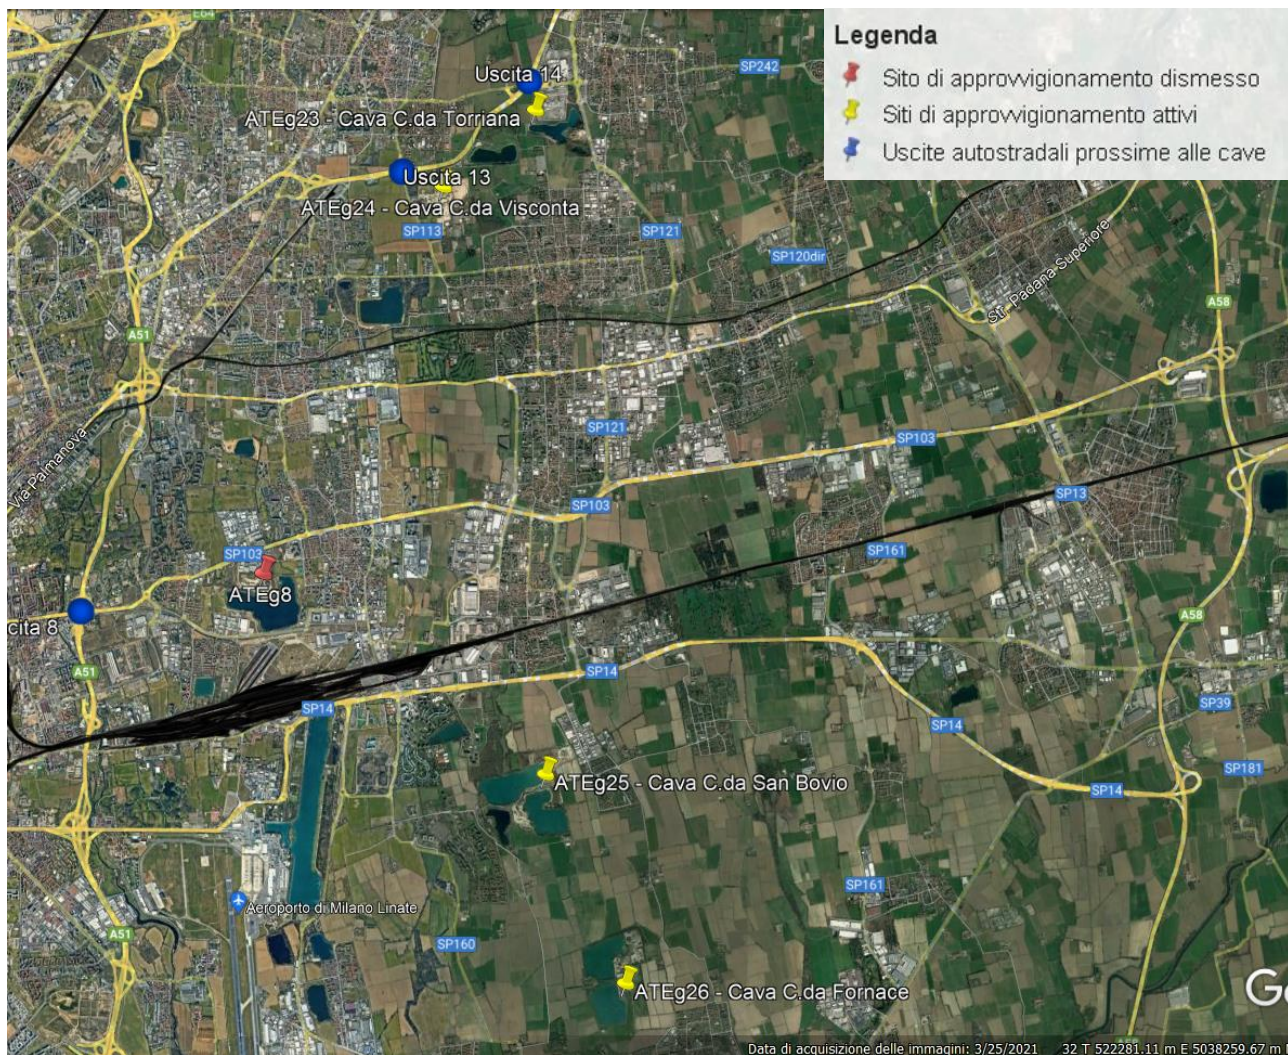 E64
Legenda
Sito di approvvigionamento dismesso
Siti di approvvigionamento attivi
Uscite autostradali prossime alle cave
Uscita 14
SP242
ATEg23 - Cava C.da Torriana
Uscita 13
ATEg24 - Cava C.da Visconta
SP113
SP121
SP120dir
Str. Padana Superiore
A58
A51
SP121
SP103
Via Palmanova
SP103
SP13
SP103
SP161
ATEg8
cita 8
A58
A51
SP14
SP14
SP39
SP14
SP181
ATEg25 - Cava C.da San Bovio
SP14
SP161
Aeroporto di Milano Linate
A51
SP160
ATEg26 - Cava C.da Fornace
Go
Data di acquisizione delle immagini: 3/25/2021 32 T 522281.11 m E 5038259.67 m